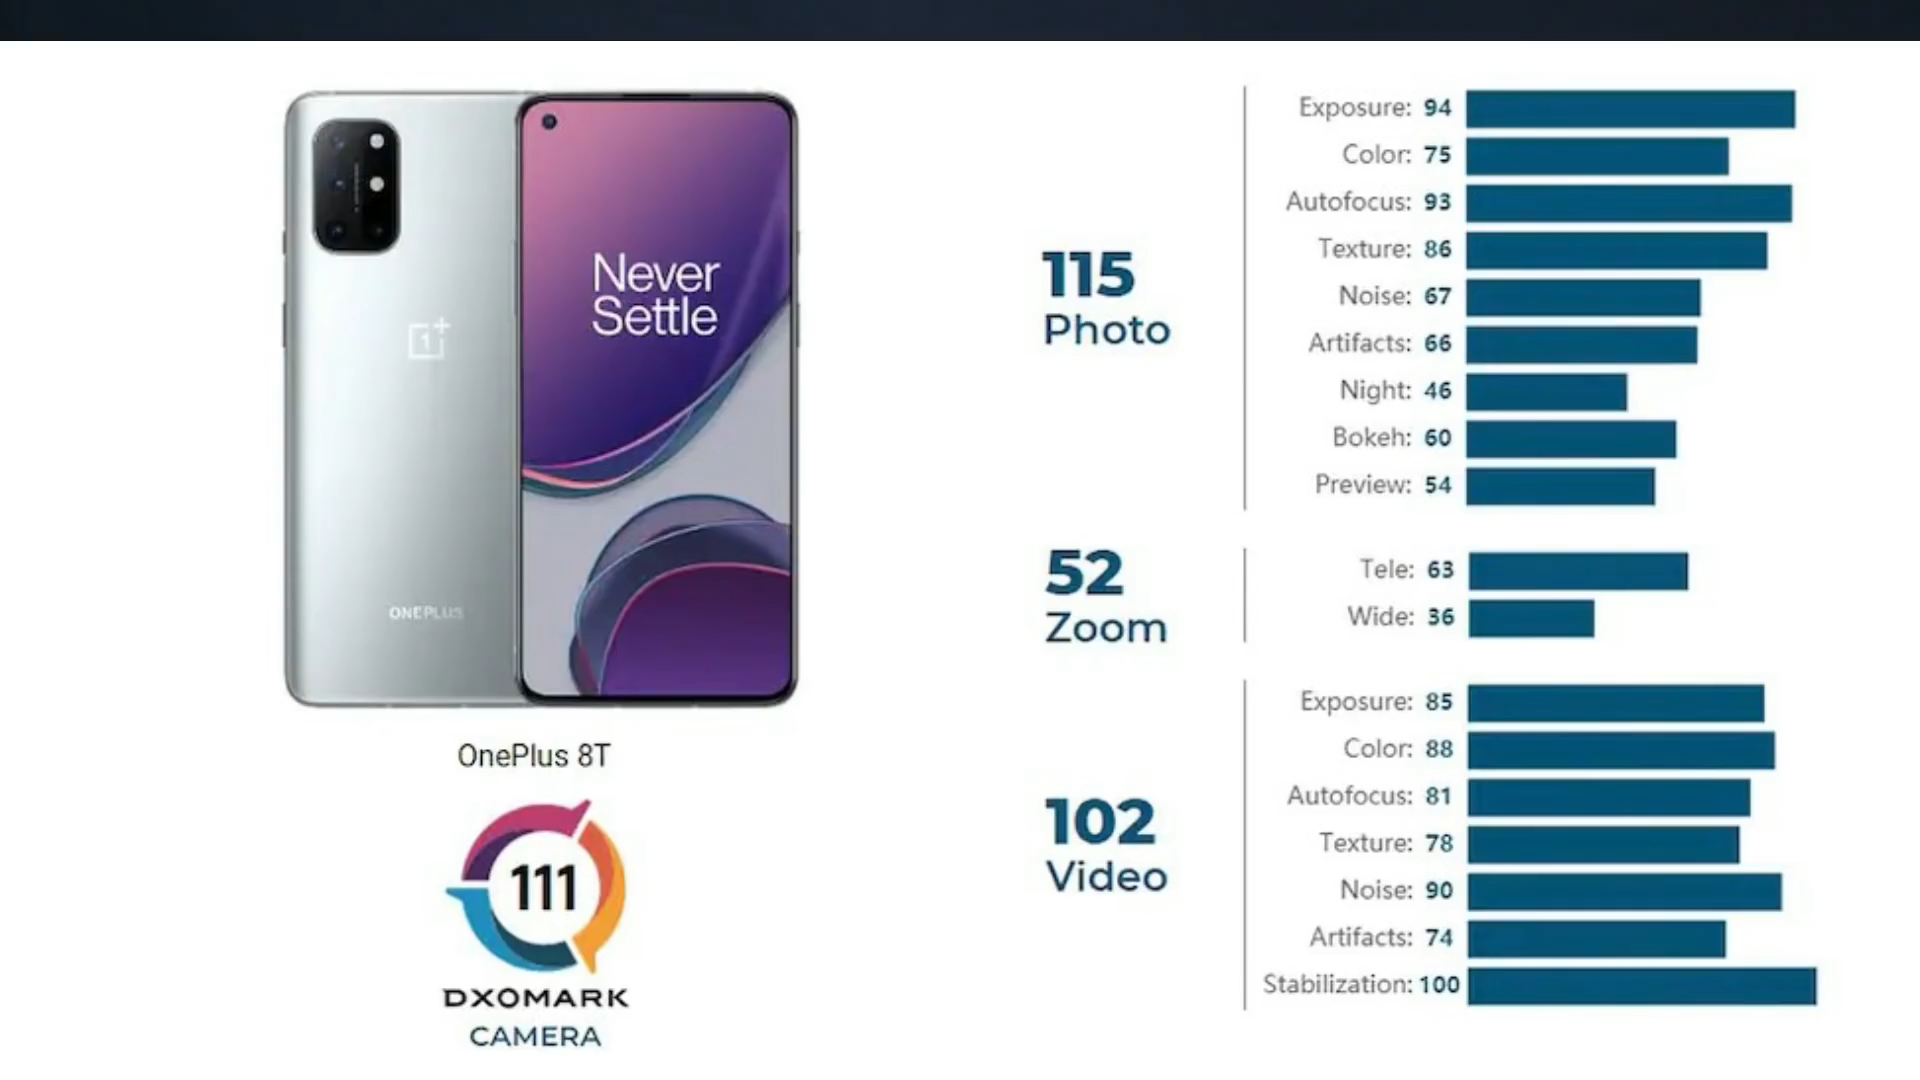 Never
Settle
1+
ONEPLUS
OnePlus 8T
111
DXOMARK
CAMERA
115
Photo
Exposure: 94
Color: 75
Autofocus: 93
Texture: 86
Noise: 67
Artifacts: 66
Night: 46
Bokeh: 60
Preview: 54
52
Zoom
Tele: 63
Wide: 36
102
Video
Exposure: 85
Color: 88
Autofocus: 81
Texture: 78
Noise: 90
Artifacts: 74
Stabilization: 100